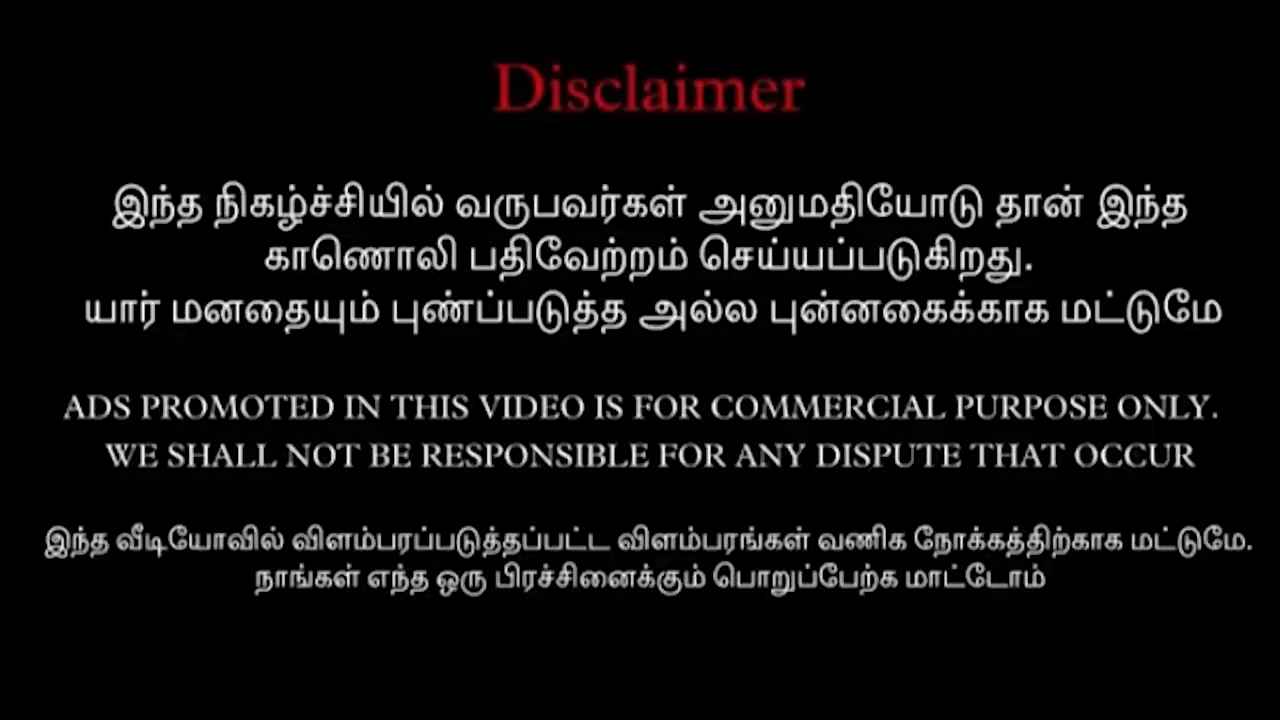 Disclaimer
இந்த நிகழ்ச்சியில் வருபவர்கள் அனுமதியோடு தான் இந்த
காணொலி பதிவேற்றம் செய்யப்படுகிறது.
யார் மனதையும் புண்ப்படுத்த அல்ல புன்னகைக்காக மட்டுமே
ADS PROMOTED IN THIS VIDEO IS FOR COMMERCIAL PURPOSE ONLY.
WE SHALL NOT BE RESPONSIBLE FOR ANY DISPUTE THAT OCCUR
இந்த வீடியோவில் விளம்பரப்படுத்தப்பட்ட விளம்பரங்கள் வணிக நோக்கத்திற்காக மட்டுமே.
நாங்கள் எந்த ஒரு பிரச்சினைக்கும் பொறுப்பேற்க மாட்டோம்